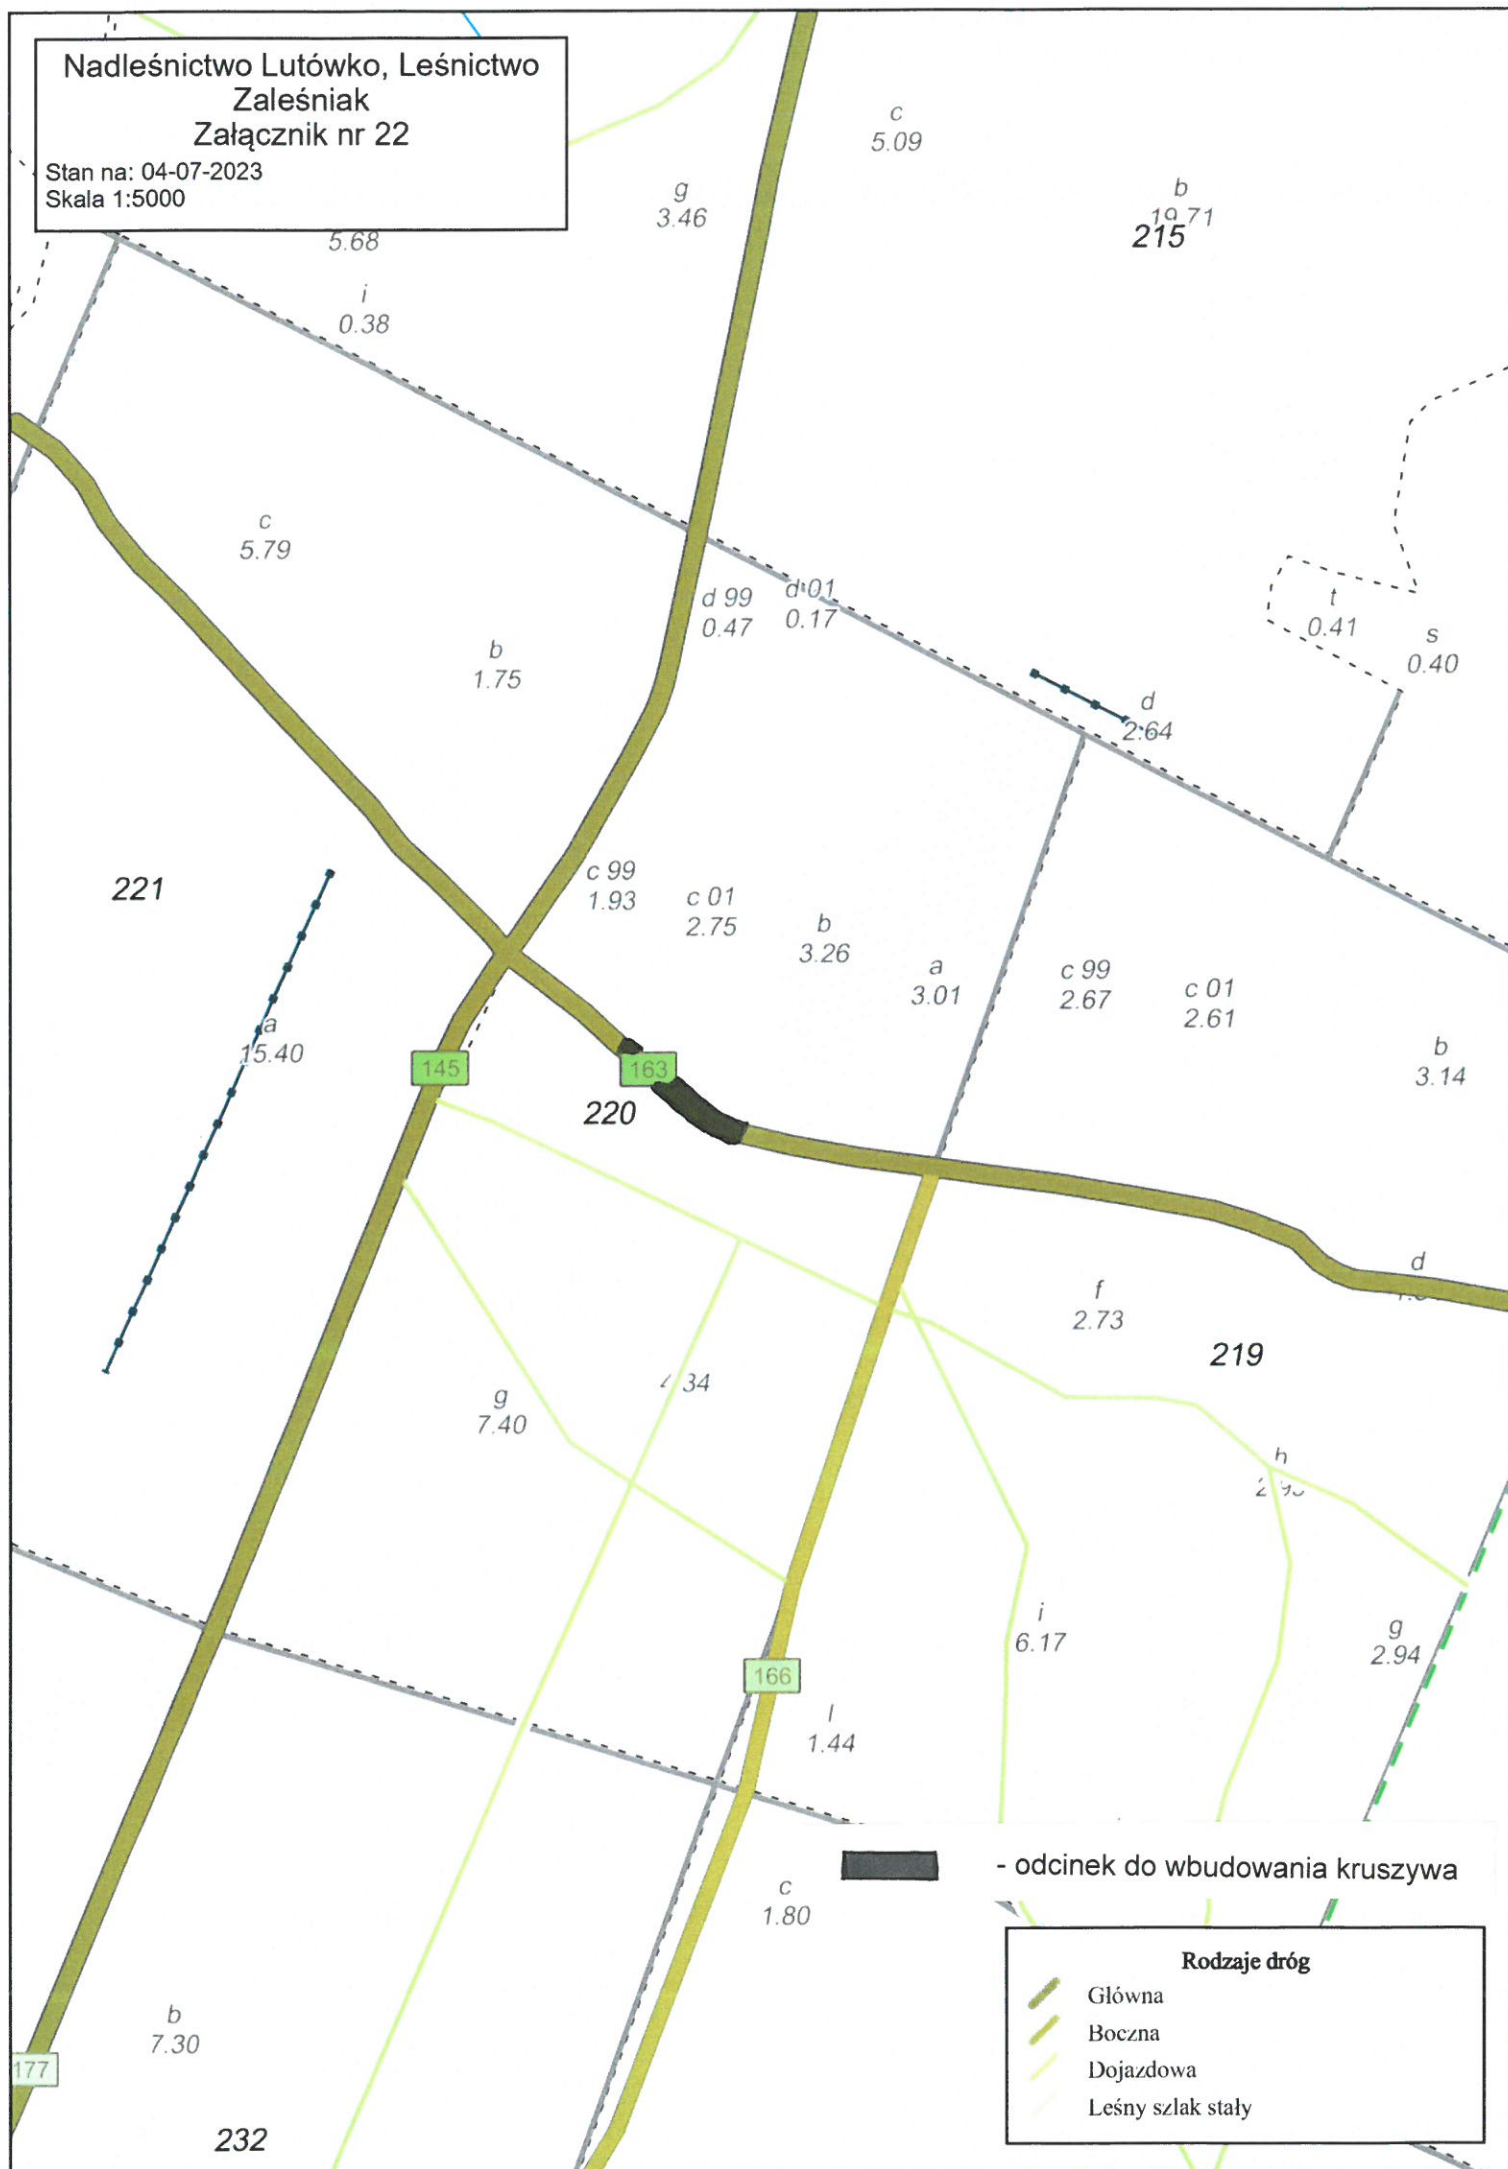 Nadleśnictwo Lutówko, Leśnictwo
Zaleśniak
Załącznik nr 22
Stan na: 04-07-2023
Skala 1:5000
c
5.09
b
19.71
215
g
3.46
5.68
i
0.38
c
5.79
d 99
0.47
d 01
0.17
t
0.41
s
0.40
b
1.75
d
2.64
221
c 99
1.93
c 01
2.75
b
3.26
a
3.01
c 99
2.67
c 01
2.61
a
15.40
b
3.14
145
163
220
d
f
2.73
219
g
7.40
34
h
i
6.17
g
2.94
166
l
1.44
- odcinek do wbudowania kruszywa
c
1.80
Rodzaje dróg
Główna
Boczna
Dojazdowa
Leśny szlak stały
b
7.30
177
232